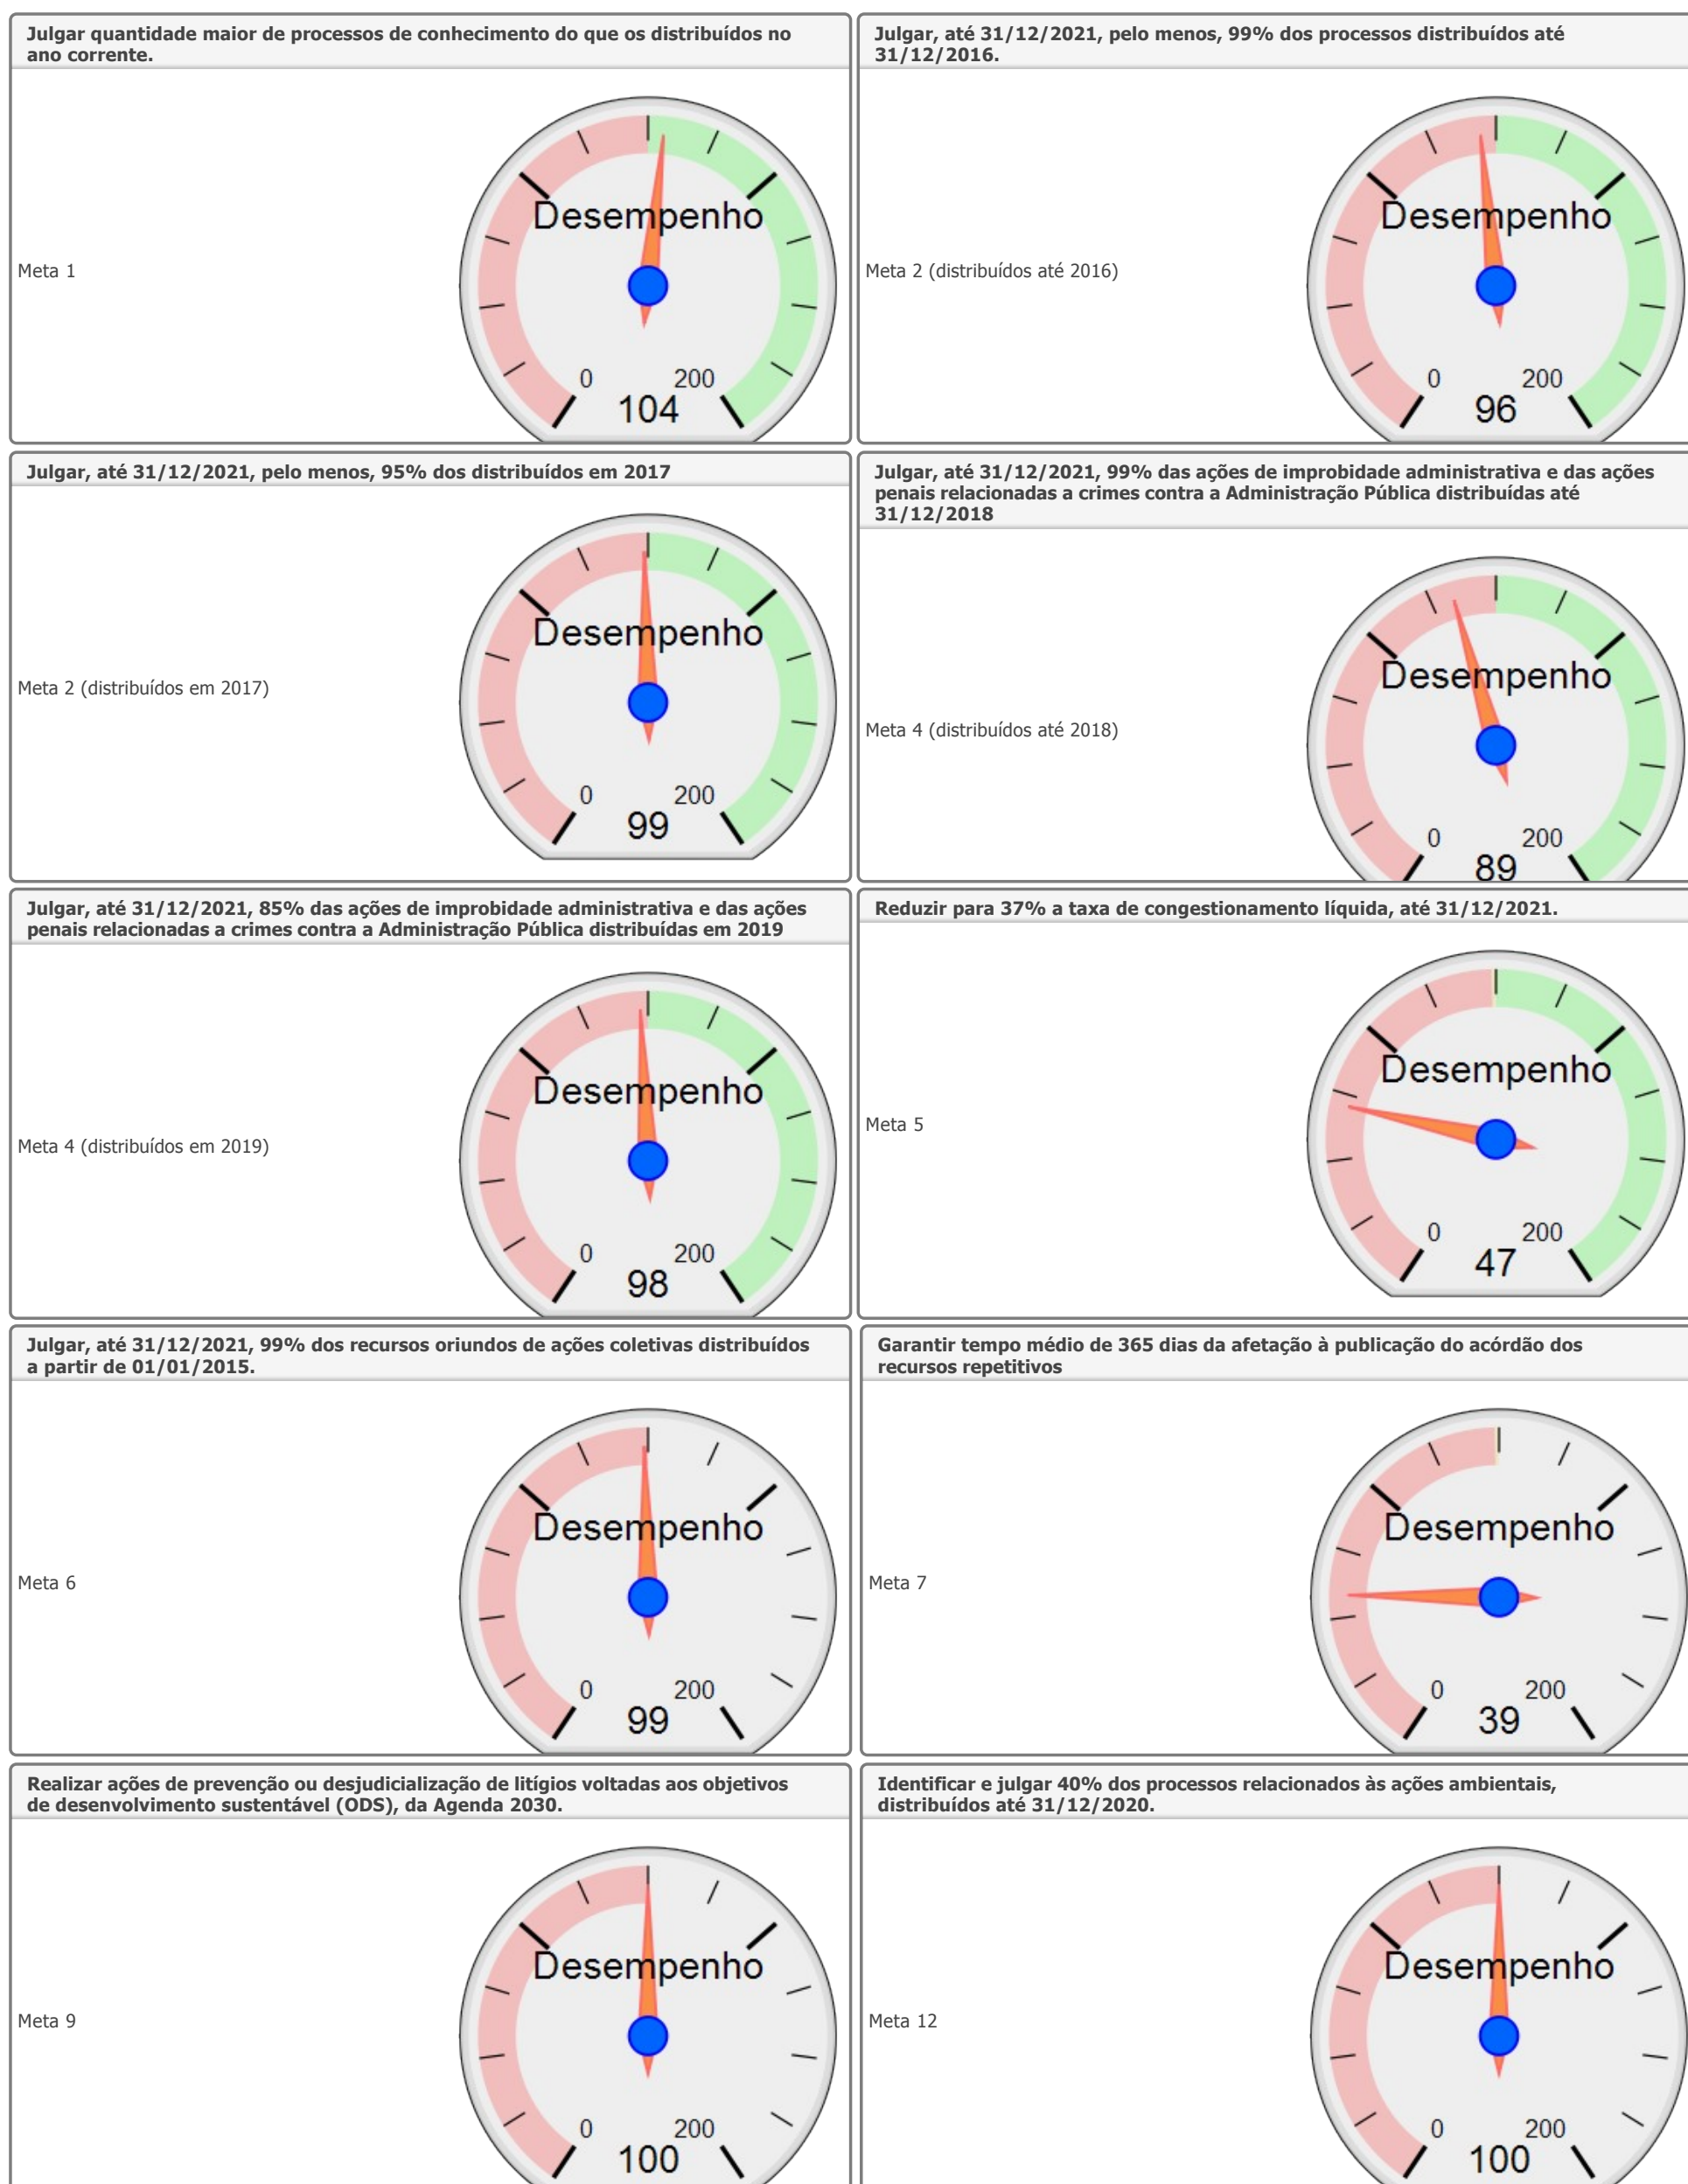 Julgar quantidade maior de processos de conhecimento do que os distribuídos no
ano corrente.
Meta 1
Desempenho
0
200
104
Julgar, até 31/12/2021, pelo menos, 99% dos processos distribuídos até
31/12/2016.
Meta 2 (distribuídos até 2016)
Desempenho
0
200
96
Julgar, até 31/12/2021, pelo menos, 95% dos distribuídos em 2017
Meta 2 (distribuídos em 2017)
Desempenho
0
200
99
Julgar, até 31/12/2021, 99% das ações de improbidade administrativa e das ações
penais relacionadas a crimes contra a Administração Pública distribuídas até
31/12/2018
Meta 4 (distribuídos até 2018)
Desempenho
0
200
89
Julgar, até 31/12/2021, 85% das ações de improbidade administrativa e das ações
penais relacionadas a crimes contra a Administração Pública distribuídas em 2019
Meta 4 (distribuídos em 2019)
Desempenho
0
200
98
Reduzir para 37% a taxa de congestionamento líquida, até 31/12/2021.
Meta 5
Desempenho
0
200
47
Julgar, até 31/12/2021, 99% dos recursos oriundos de ações coletivas distribuídos
a partir de 01/01/2015.
Meta 6
Desempenho
0
200
99
Garantir tempo médio de 365 dias da afetação à publicação do acórdão dos
recursos repetitivos
Meta 7
Desempenho
0
200
39
Realizar ações de prevenção ou desjudicialização de litígios voltadas aos objetivos
de desenvolvimento sustentável (ODS), da Agenda 2030.
Meta 9
Desempenho
0
200
100
Identificar e julgar 40% dos processos relacionados às ações ambientais,
distribuídos até 31/12/2020.
Meta 12
Desempenho
0
200
100